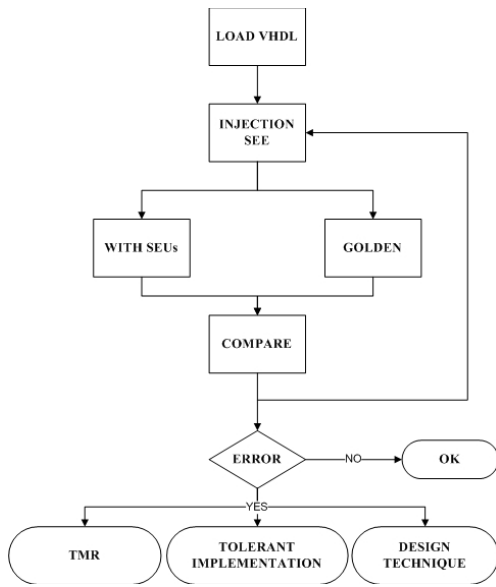 LOAD VHDL
INJECTION
SEE
WITH SEUs
GOLDEN
COMPARE
ERROR
NO
OK
YES
TMR
TOLERANT
IMPLEMENTATION
DESIGN
TECHNIQUE